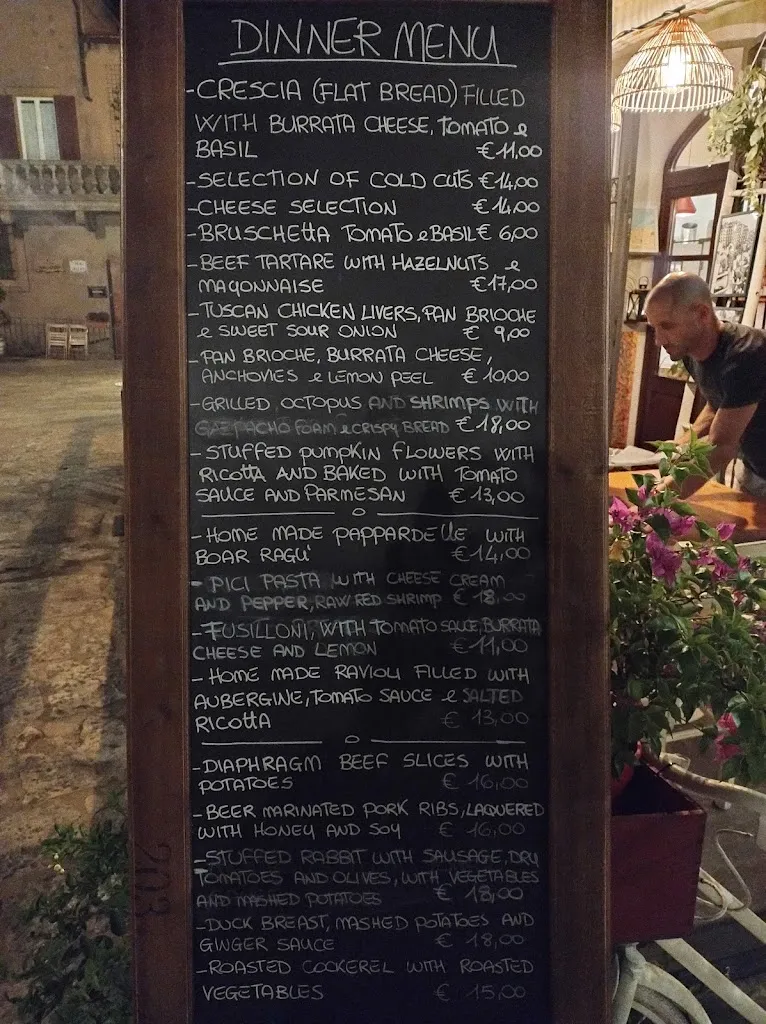 DINNER MENU
-CRESCIA (FLAT BREAD) FILLED
WITH BURRATA CHEESE, TOMATO e
BASIL €11,00
-SELECTION OF COLD CUTS €14,00
-CHEESE SELECTION €14,00
-BRUSCHETTA TOMATO e BASIL € 6,00
-BEEF TARTARE WITH HAZELNUTS e
MAYONNAISE €17,00
-TUSCAN CHICKEN LIVERS, PAN BRIOCHE
e SWEET SOUR ONION € 9,00
-PAN BRIOCHE, BURRATA CHEESE,
ANCHOVIES e LEMON PEEL € 10,00
-GRILLED OCTOPUS AND SHRIMPS WITH
GAZPACHO FOAM e CRISPY BREAD €18,00
-STUFFED PUMPKIN FLOWERS WITH
RICOTTA AND BAKED WITH TOMATO
SAUCE AND PARMESAN € 13,00
-HOME MADE PAPPARDELLE WITH
BOAR RAGU' €14,00
-PICI PASTA WITH CHEESE CREAM
AND PEPPER, RAW RED SHRIMP € 18,00
-FUSILLONI, WITH TOMATO SAUCE, BURRATA
CHEESE AND LEMON €11,00
-HOME MADE RAVIOLI FILLED WITH
AUBERGINE, TOMATO SAUCE e SALTED
RICOTTA € 13,00
-DIAPHRAGM BEEF SLICES WITH
POTATOES € 16,00
-BEER MARINATED PORK RIBS, LAQUERED
WITH HONEY AND SOY € 16,00
-STUFFED RABBIT WITH SAUSAGE, DRY
TOMATOES AND OLIVES, WITH VEGETABLES
AND MASHED POTATOES € 18,00
-DUCK BREAST, MASHED POTATOES AND
GINGER SAUCE € 18,00
-ROASTED COCKEREL WITH ROASTED
VEGETABLES € 15,00
203